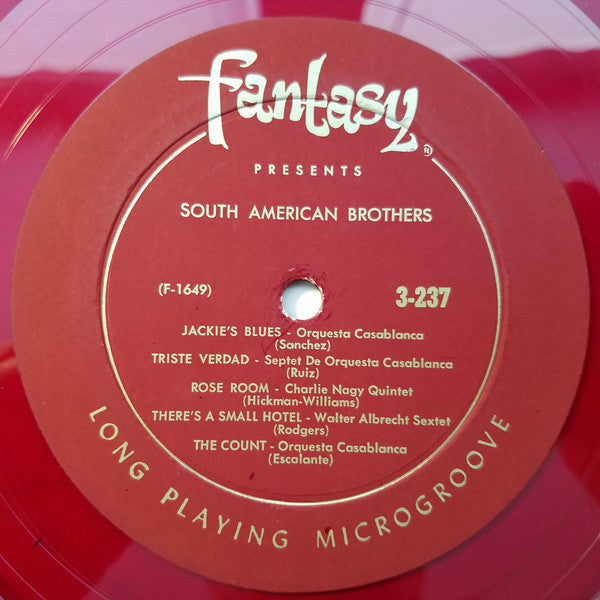 Fantasy ®
PRESENTS
SOUTH AMERICAN BROTHERS
(F-1649) 3-237
JACKIE'S BLUES - Orquesta Casablanca
(Sanchez)
TRISTE VERDAD - Septet De Orquesta Casablanca
(Ruiz)
ROSE ROOM - Charlie Nagy Quintet
(Hickman-Williams)
THERE'S A SMALL HOTEL - Walter Albrecht Sextet
(Rodgers)
THE COUNT - Orquesta Casablanca
(Escalante)
LONG PLAYING MICROGROOVE